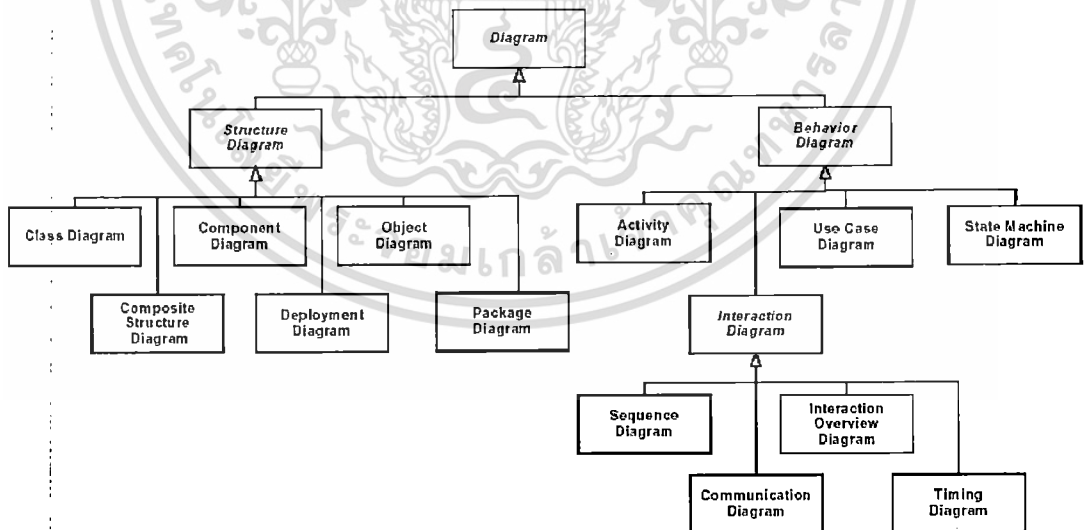 Diagram
Structure
Diagram
Behavior
Diagram
Class Diagram
Component
Diagram
Object
Diagram
Activity
Diagram
Use Case
Diagram
State Machine
Diagram
Composite
Structure
Diagram
Deployment
Diagram
Package
Diagram
Interaction
Diagram
Sequence
Diagram
Interaction
Overview
Diagram
Communication
Diagram
Timing
Diagram